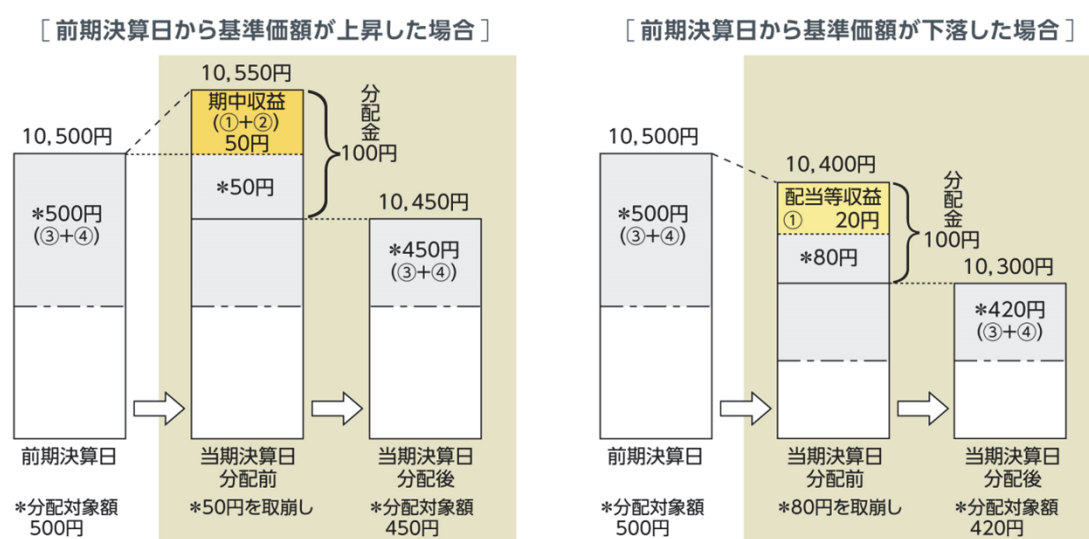 [ 前期決算日から基準価額が上昇した場合 ]
10,550円
期中収益
(①+②)
50円
分配金
100円
10,500円
*50円
*500円
(③+④)
10,450円
*450円
(③+④)
前期決算日
当期決算日
分配前
当期決算日
分配後
*分配対象額
500円
*50円を取崩し
*分配対象額
450円
[ 前期決算日から基準価額が下落した場合 ]
10,500円
10,400円
配当等収益
① 20円
分配金
100円
*500円
(③+④)
*80円
10,300円
*420円
(③+④)
前期決算日
当期決算日
分配前
当期決算日
分配後
*分配対象額
500円
*80円を取崩し
*分配対象額
420円